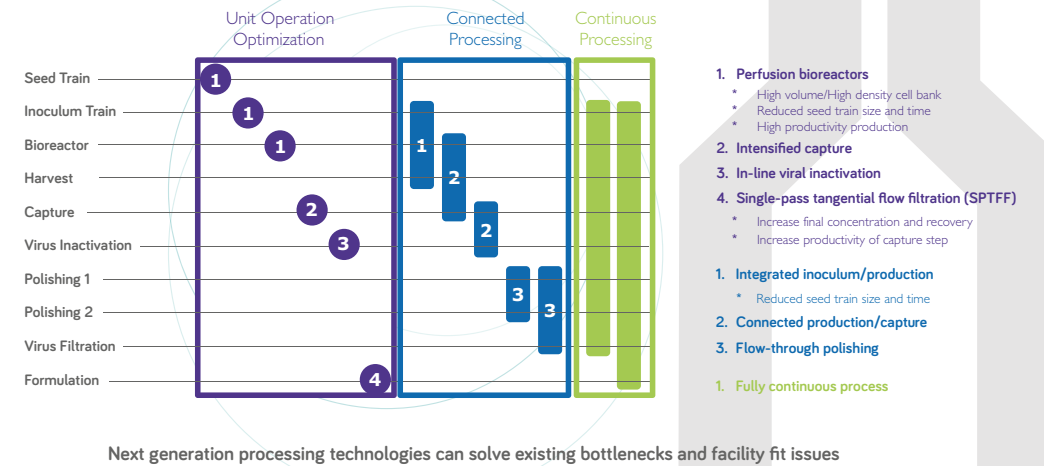 Unit Operation
Optimization
Connected
Processing
Continuous
Processing
Seed Train
Inoculum Train
Bioreactor
Harvest
Capture
Virus Inactivation
Polishing 1
Polishing 2
Virus Filtration
Formulation
1
1
1
2
3
4
1
2
2
3
3
1. Perfusion bioreactors
* High volume/High density cell bank
* Reduced seed train size and time
* High productivity production
2. Intensified capture
3. In-line viral inactivation
4. Single-pass tangential flow filtration (SPTFF)
* Increase final concentration and recovery
* Increase productivity of capture step
1. Integrated inoculum/production
* Reduced seed train size and time
2. Connected production/capture
3. Flow-through polishing
1. Fully continuous process
Next generation processing technologies can solve existing bottlenecks and facility fit issues